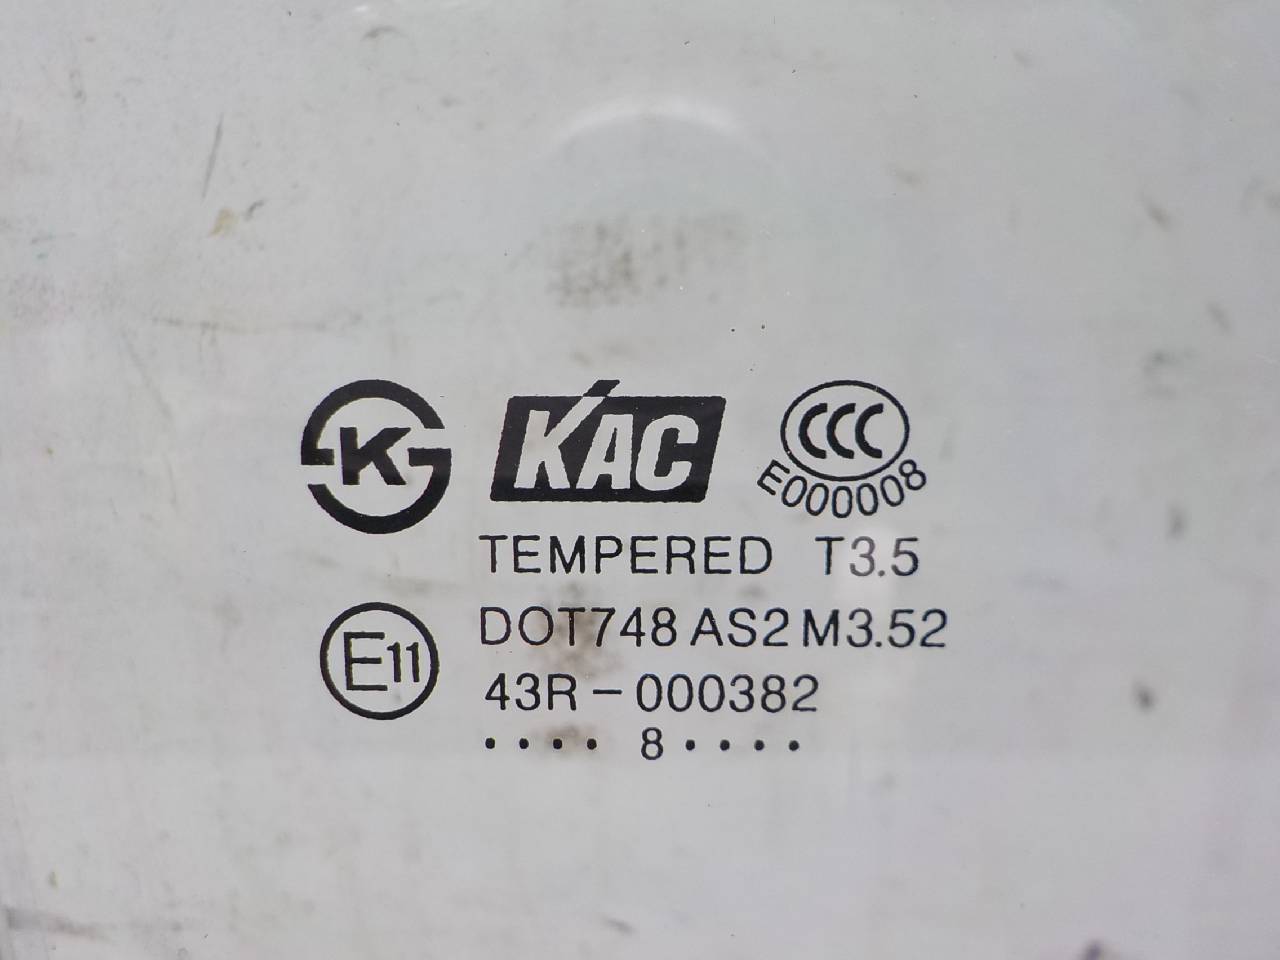 K KAC CCC
E000008
TEMPERED T3.5
DOT748 AS2 M3.52
E11
43R-000382
•••• 8 ••••